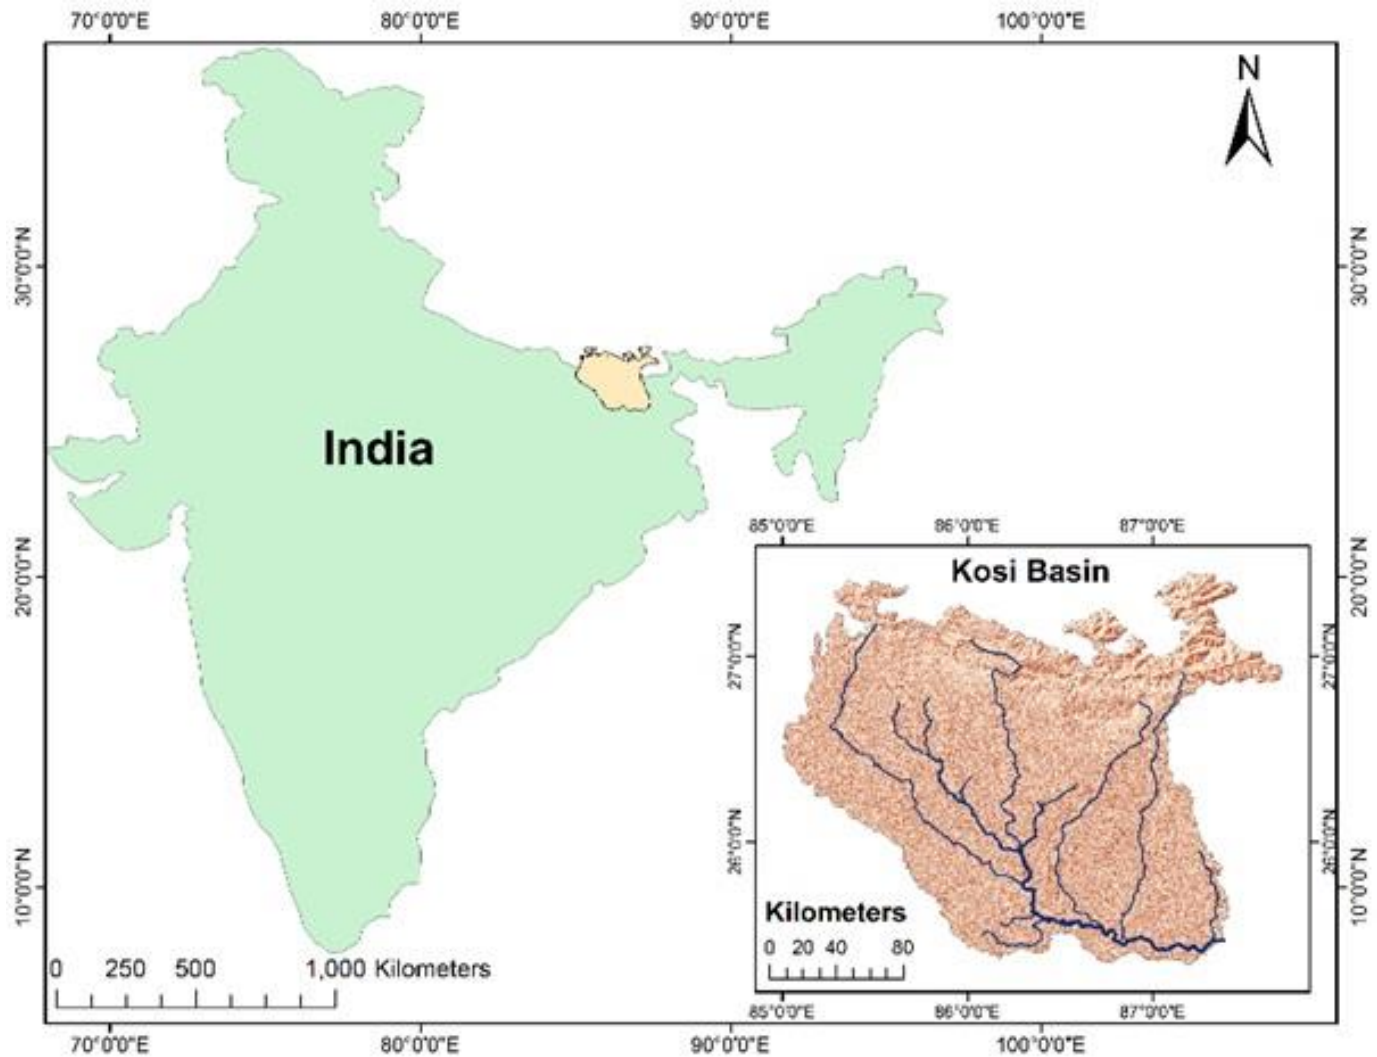 70°0'0"E 80°0'0"E 90°0'0"E 100°0'0"E
N
30°0'0"N 30°0'0"N
India
85°0'0"E 86°0'0"E 87°0'0"E
Kosi Basin
20°0'0"N 20°0'0"N
27°0'0"N 27°0'0"N
26°0'0"N 26°0'0"N
10°0'0"N 10°0'0"N
Kilometers
0 20 40 80
0 250 500 1,000 Kilometers
85°0'0"E 86°0'0"E 87°0'0"E
70°0'0"E 80°0'0"E 90°0'0"E 100°0'0"E